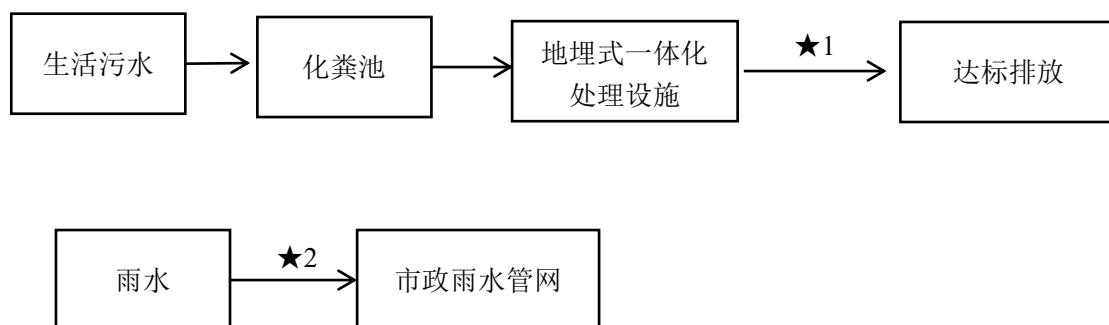 生活污水
化粪池
地埋式一体化
处理设施
★1
达标排放
雨水
★2
市政雨水管网